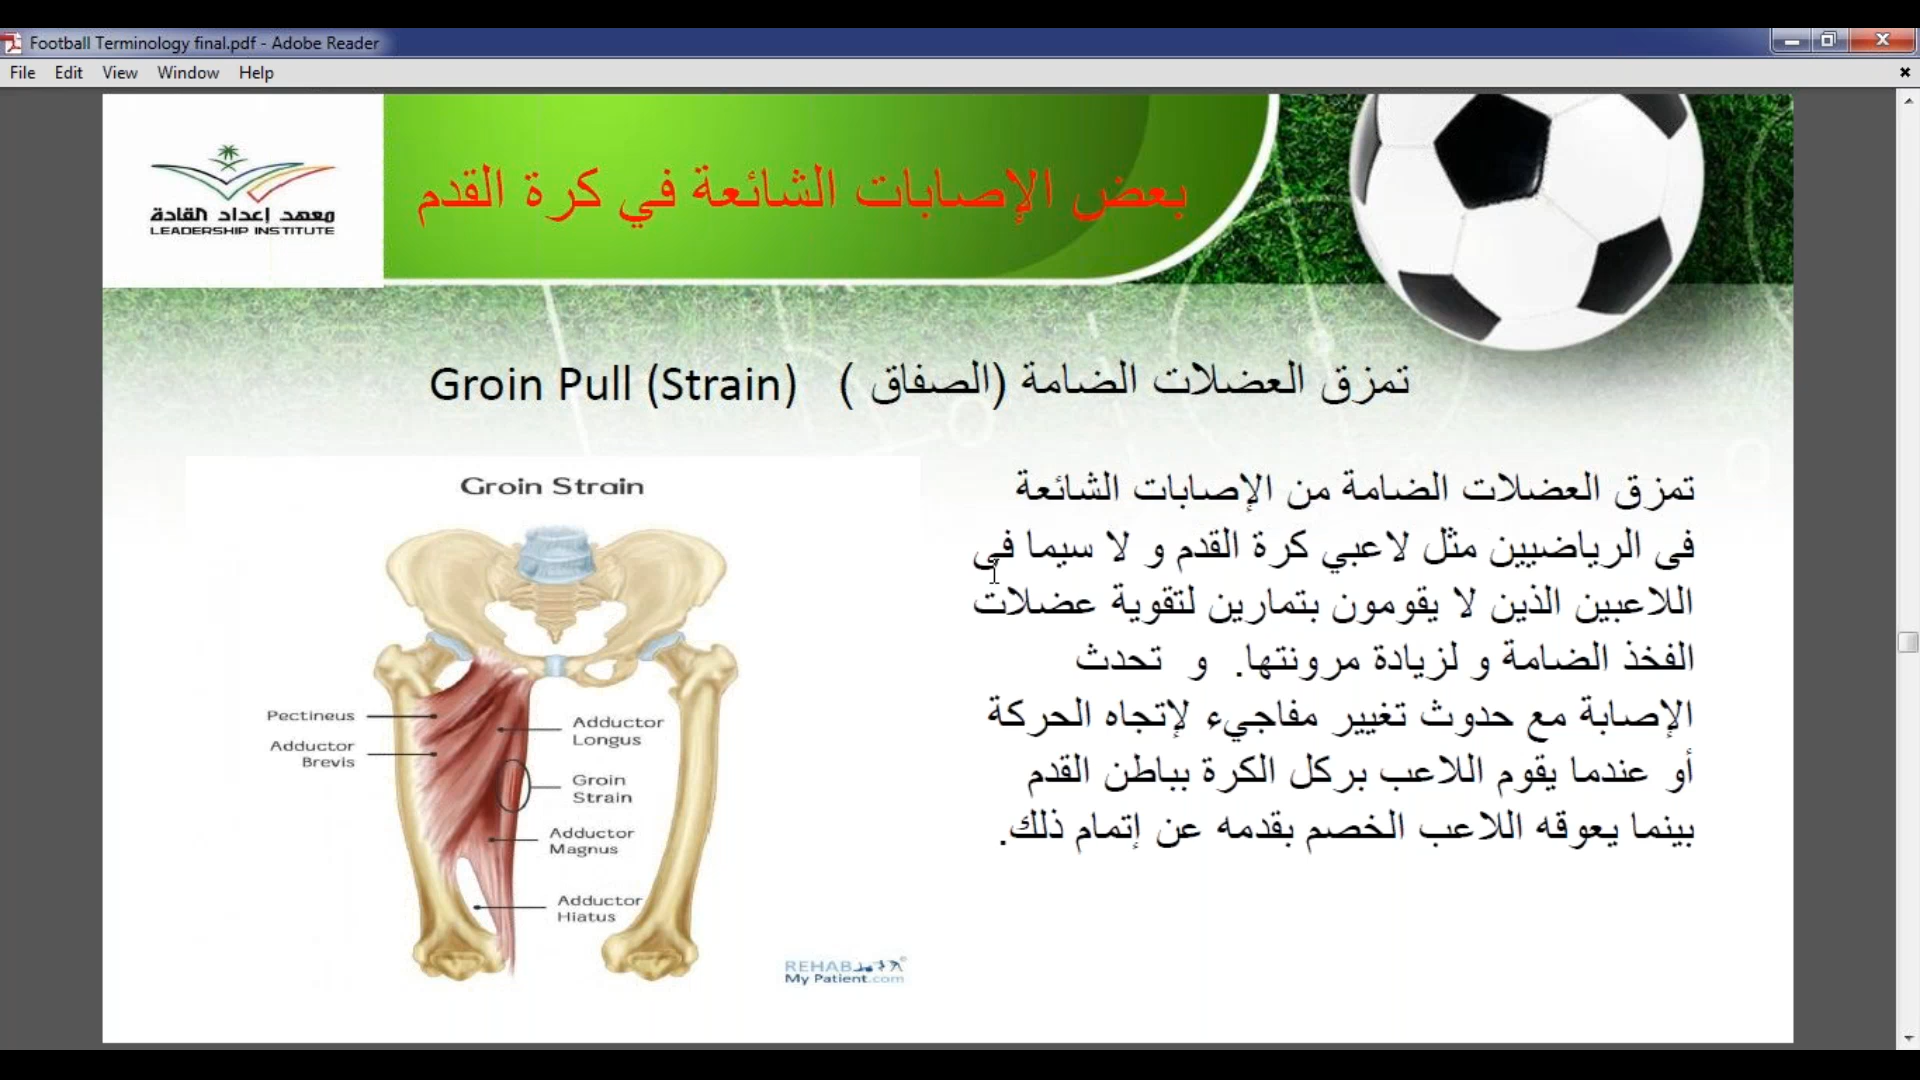 Football Terminology final.pdf - Adobe Reader
File Edit View Window Help
معهد إعداد القادة
LEADERSHIP INSTITUTE
بعض الإصابات الشائعة في كرة القدم
تمزق العضلات الضامة (الصفاق ) Groin Pull (Strain)
تمزق العضلات الضامة من الإصابات الشائعة
فى الرياضيين مثل لاعبي كرة القدم و لا سيما فى
اللاعبين الذين لا يقومون بتمارين لتقوية عضلات
الفخذ الضامة و لزيادة مرونتها. و تحدث
الإصابة مع حدوث تغيير مفاجيء لإتجاه الحركة
أو عندما يقوم اللاعب بركل الكرة بباطن القدم
بينما يعوقه اللاعب الخصم بقدمه عن إتمام ذلك.
Groin Strain
Pectineus
Adductor
Brevis
Adductor
Longus
Groin
Strain
Adductor
Magnus
Adductor
Hiatus
REHAB
My Patient.com